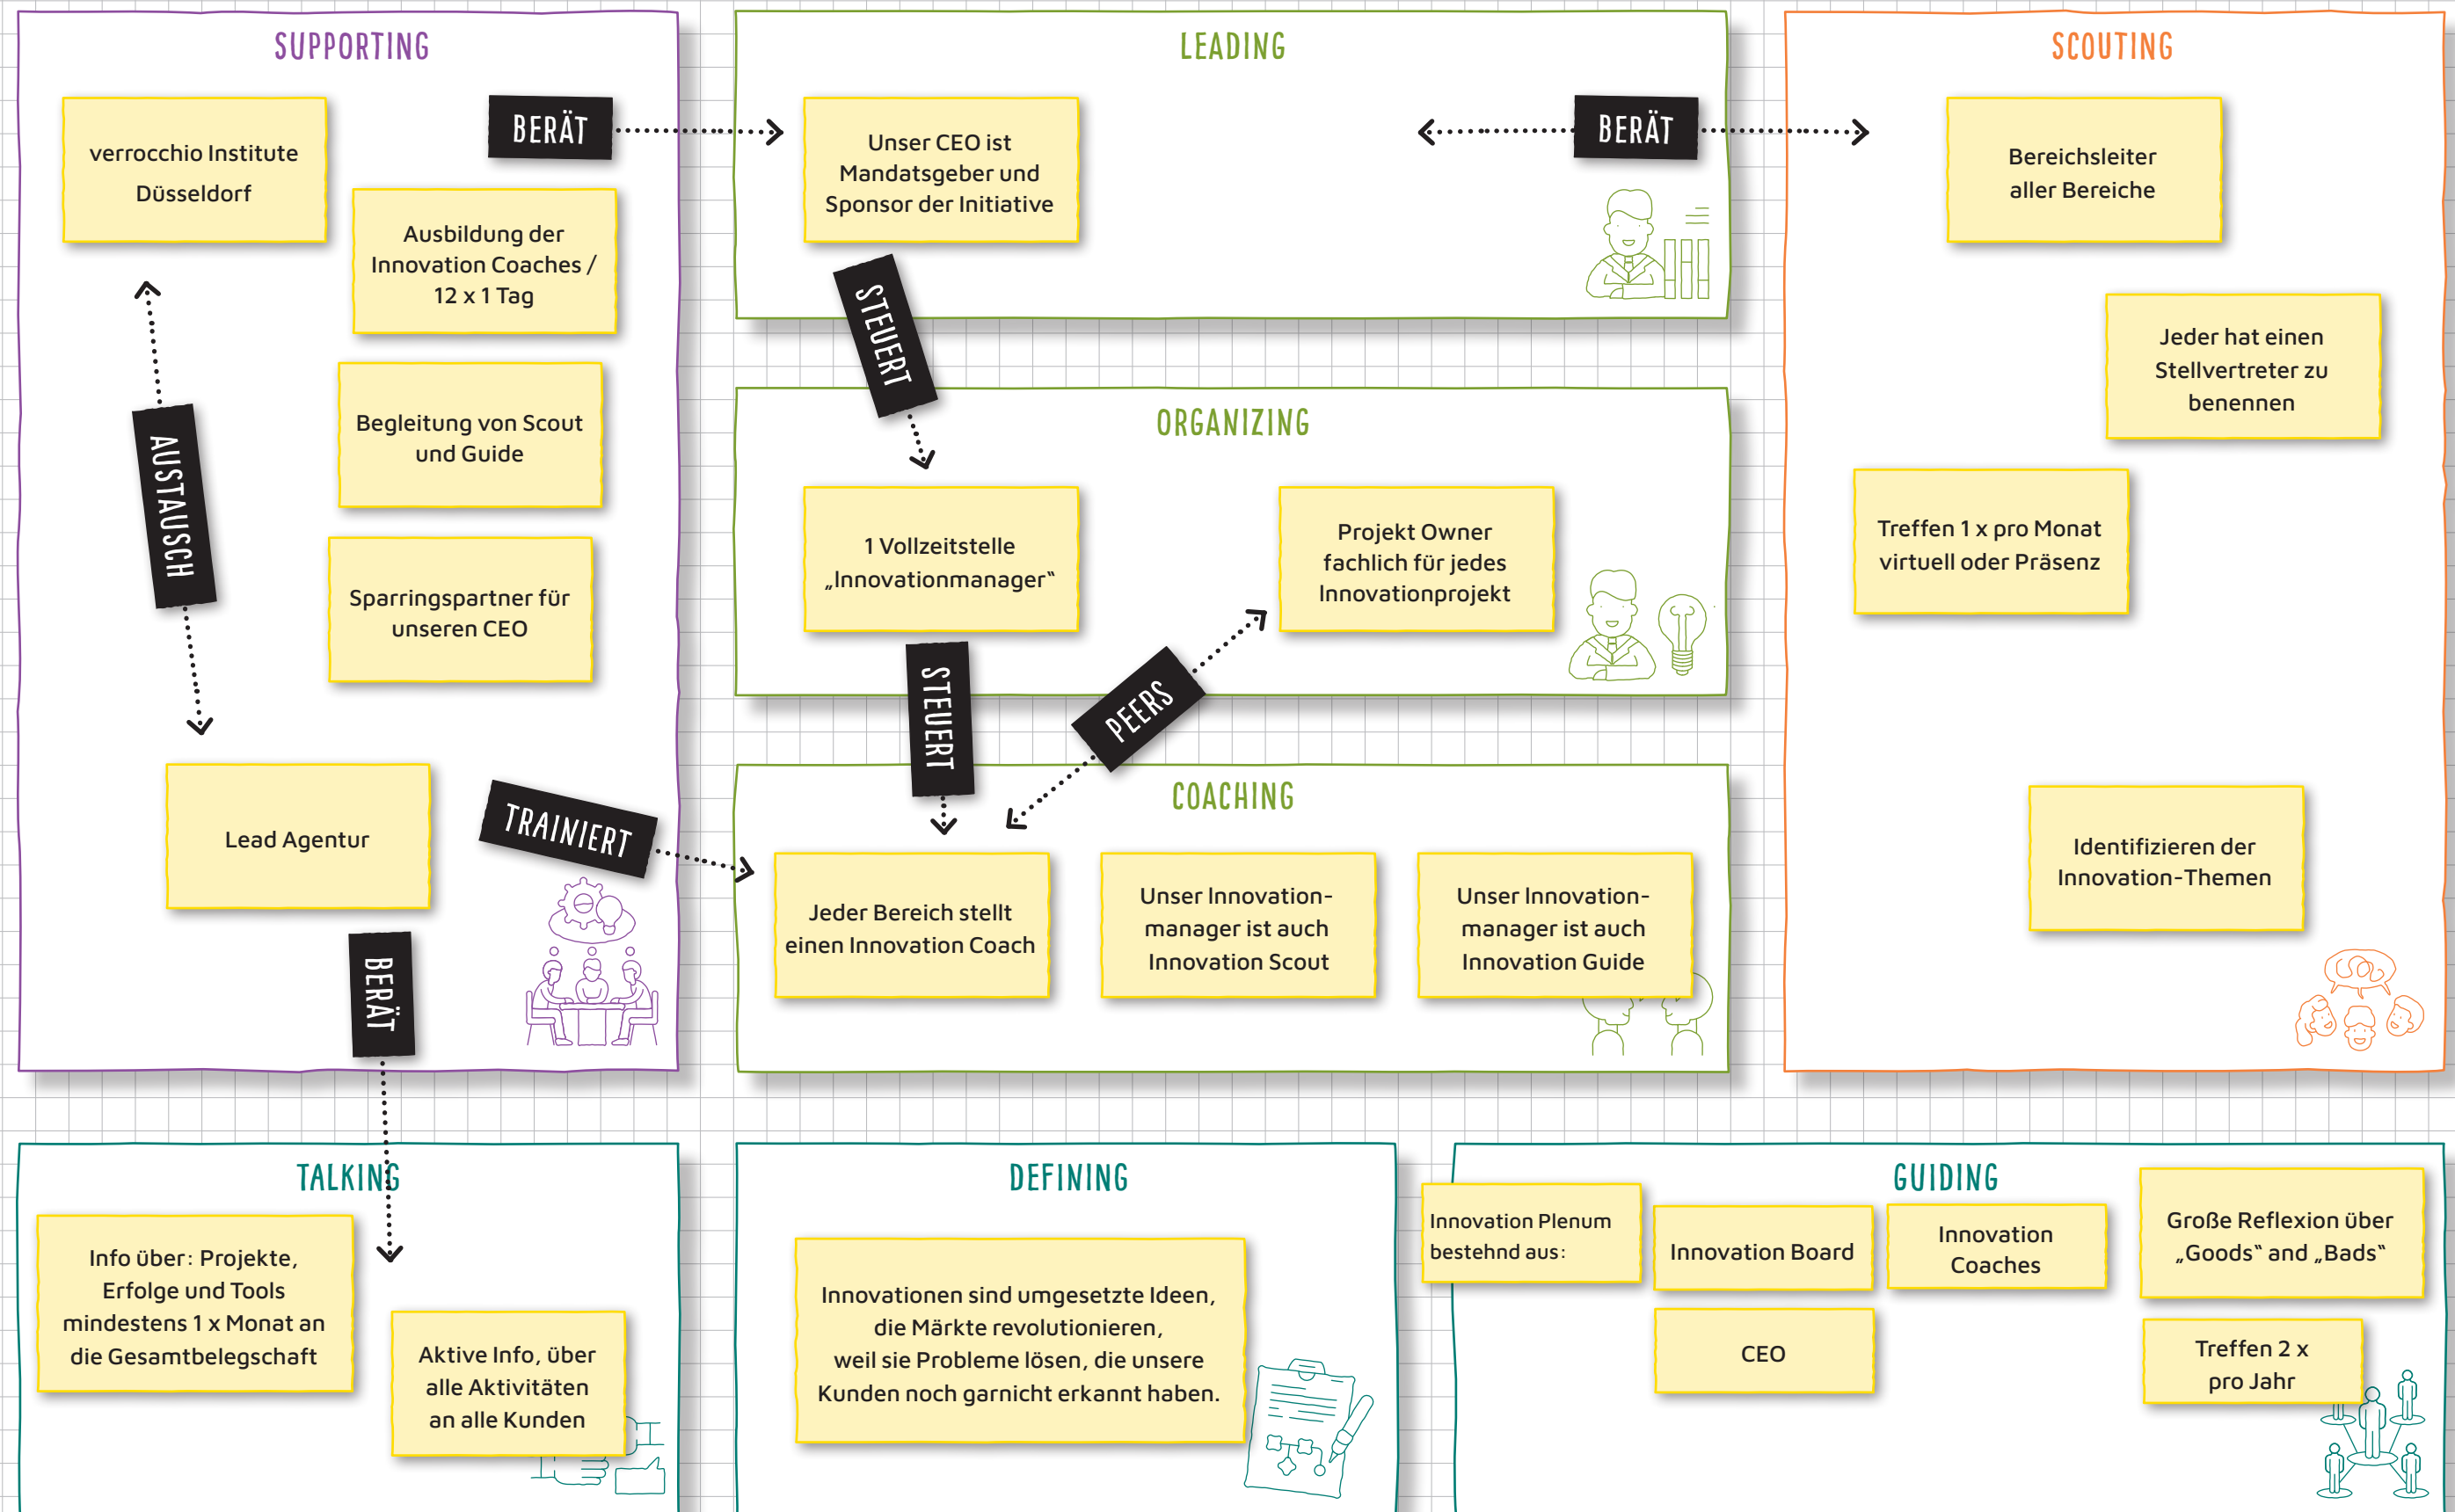 SUPPORTING
verrocchio Institute
Düsseldorf
BERÄT
Ausbildung der
Innovation Coaches /
12 x 1 Tag
Begleitung von Scout
und Guide
AUSTAUSCH
Sparringspartner für
unseren CEO
Lead Agentur
TRAINIERT
BERÄT
LEADING
Unser CEO ist
Mandatsgeber und
Sponsor der Initiative
BERÄT
STEUERT
ORGANIZING
1 Vollzeitstelle
„Innovationmanager“
Projekt Owner
fachlich für jedes
Innovationprojekt
STEUERT
PEERS
COACHING
Jeder Bereich stellt
einen Innovation Coach
Unser Innovation-
manager ist auch
Innovation Scout
Unser Innovation-
manager ist auch
Innovation Guide
SCOUTING
Bereichsleiter
aller Bereiche
Jeder hat einen
Stellvertreter zu
benennen
Treffen 1 x pro Monat
virtuell oder Präsenz
Identifizieren der
Innovation-Themen
TALKING
Info über: Projekte,
Erfolge und Tools
mindestens 1 x Monat an
die Gesamtbelegschaft
Aktive Info, über
alle Aktivitäten
an alle Kunden
DEFINING
Innovationen sind umgesetzte Ideen,
die Märkte revolutionieren,
weil sie Probleme lösen, die unsere
Kunden noch garnicht erkannt haben.
GUIDING
Innovation Plenum
bestehnd aus:
Innovation Board
Innovation
Coaches
CEO
Große Reflexion über
„Goods“ and „Bads“
Treffen 2 x
pro Jahr